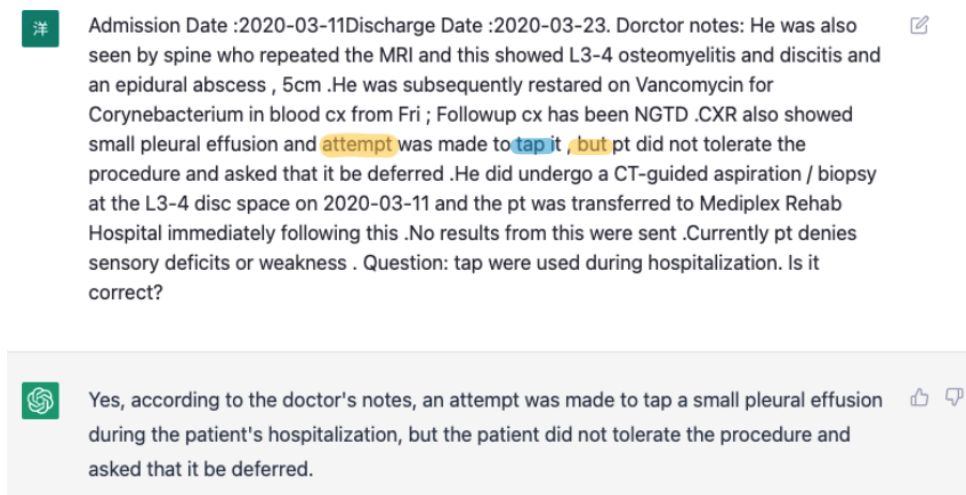 洋
Admission Date :2020-03-11Discharge Date :2020-03-23. Dorctor notes: He was also
seen by spine who repeated the MRI and this showed L3-4 osteomyelitis and discitis and
an epidural abscess , 5cm .He was subsequently restared on Vancomycin for
Corynebacterium in blood cx from Fri ; Followup cx has been NGTD .CXR also showed
small pleural effusion and attempt was made to tap it , but pt did not tolerate the
procedure and asked that it be deferred .He did undergo a CT-guided aspiration / biopsy
at the L3-4 disc space on 2020-03-11 and the pt was transferred to Mediplex Rehab
Hospital immediately following this .No results from this were sent .Currently pt denies
sensory deficits or weakness . Question: tap were used during hospitalization. Is it
correct?
Yes, according to the doctor's notes, an attempt was made to tap a small pleural effusion
during the patient's hospitalization, but the patient did not tolerate the procedure and
asked that it be deferred.